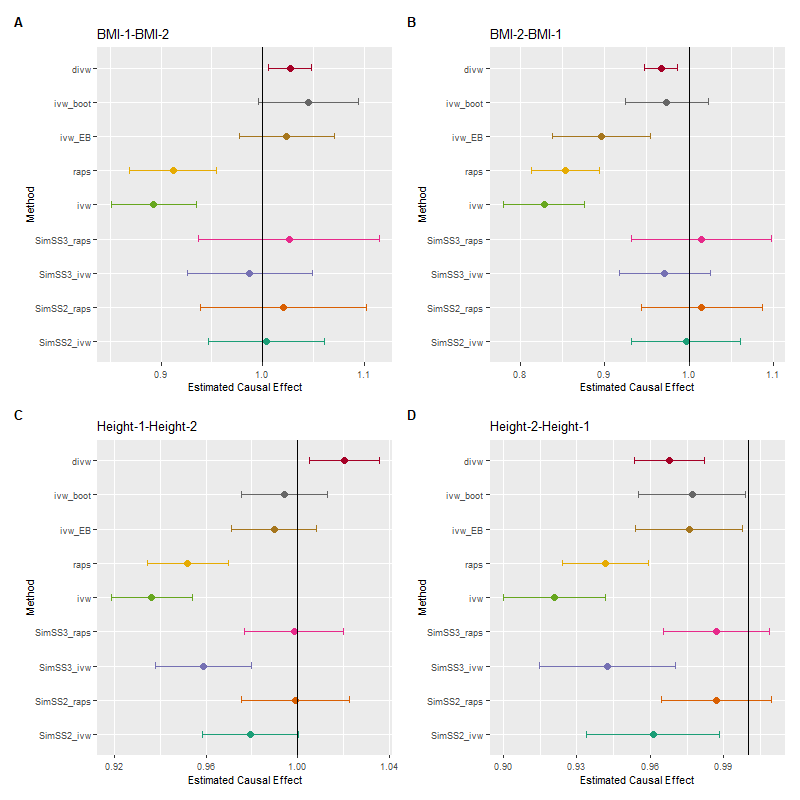 A
BMI-1-BMI-2
Method
divw
ivw_boot
ivw_EB
raps
ivw
SimSS3_raps
SimSS3_ivw
SimSS2_raps
SimSS2_ivw
0.9 1.0 1.1
Estimated Causal Effect
B
BMI-2-BMI-1
Method
divw
ivw_boot
ivw_EB
raps
ivw
SimSS3_raps
SimSS3_ivw
SimSS2_raps
SimSS2_ivw
0.8 0.9 1.0 1.1
Estimated Causal Effect
C
Height-1-Height-2
Method
divw
ivw_boot
ivw_EB
raps
ivw
SimSS3_raps
SimSS3_ivw
SimSS2_raps
SimSS2_ivw
0.92 0.96 1.00 1.04
Estimated Causal Effect
D
Height-2-Height-1
Method
divw
ivw_boot
ivw_EB
raps
ivw
SimSS3_raps
SimSS3_ivw
SimSS2_raps
SimSS2_ivw
0.90 0.93 0.96 0.99
Estimated Causal Effect